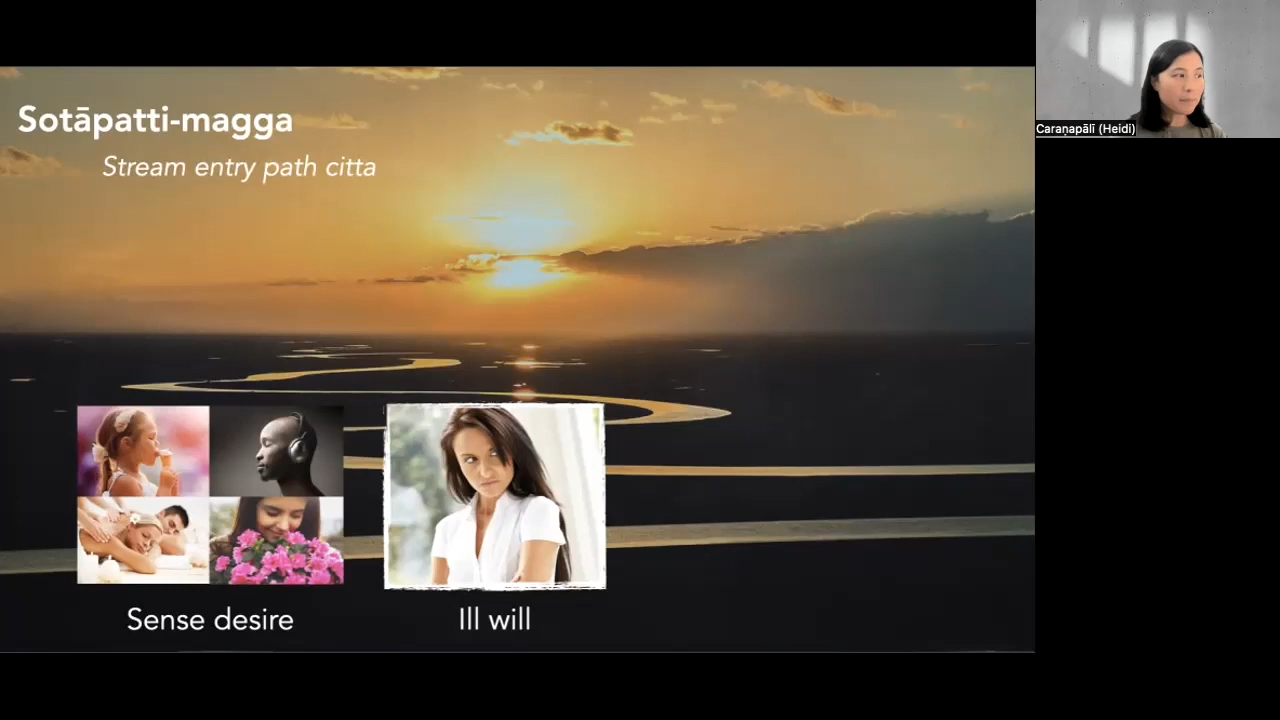 Sotāpatti-magga
Stream entry path citta
Caraṇapālī (Heidi)
Sense desire
Ill will